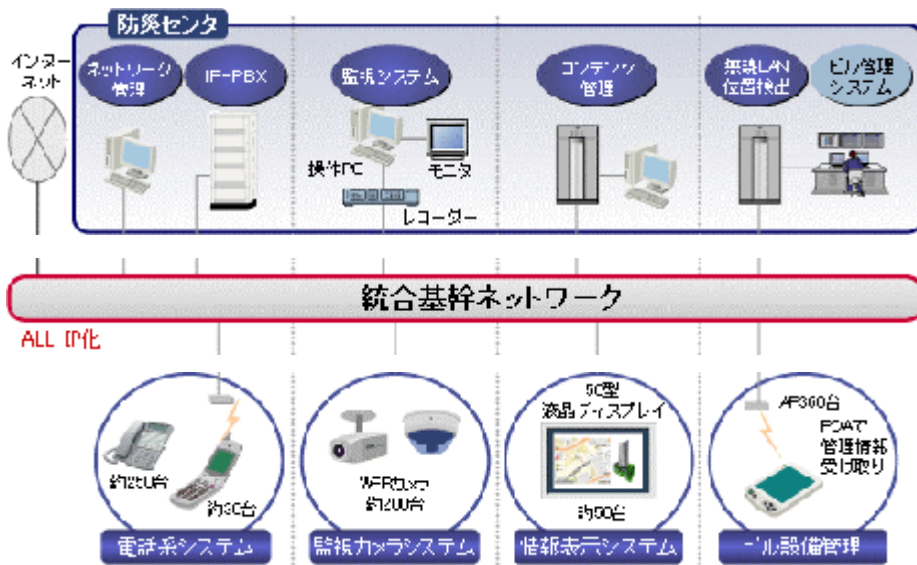 防災センタ
インター
ネット
ネットワーク
管理
IP-PBX
監視システム
コンテンツ
管理
無線LAN
位置検出
ビル管理
システム
操作PC
モニタ
レコーダー
統合基幹ネットワーク
ALL IP化
約250台
約30台
電話系システム
WEBカメラ
約200台
監視カメラシステム
50型
液晶ディスプレイ
約50台
情報表示システム
AP360台
PDAで
管理情報
受け取り
ビル設備管理